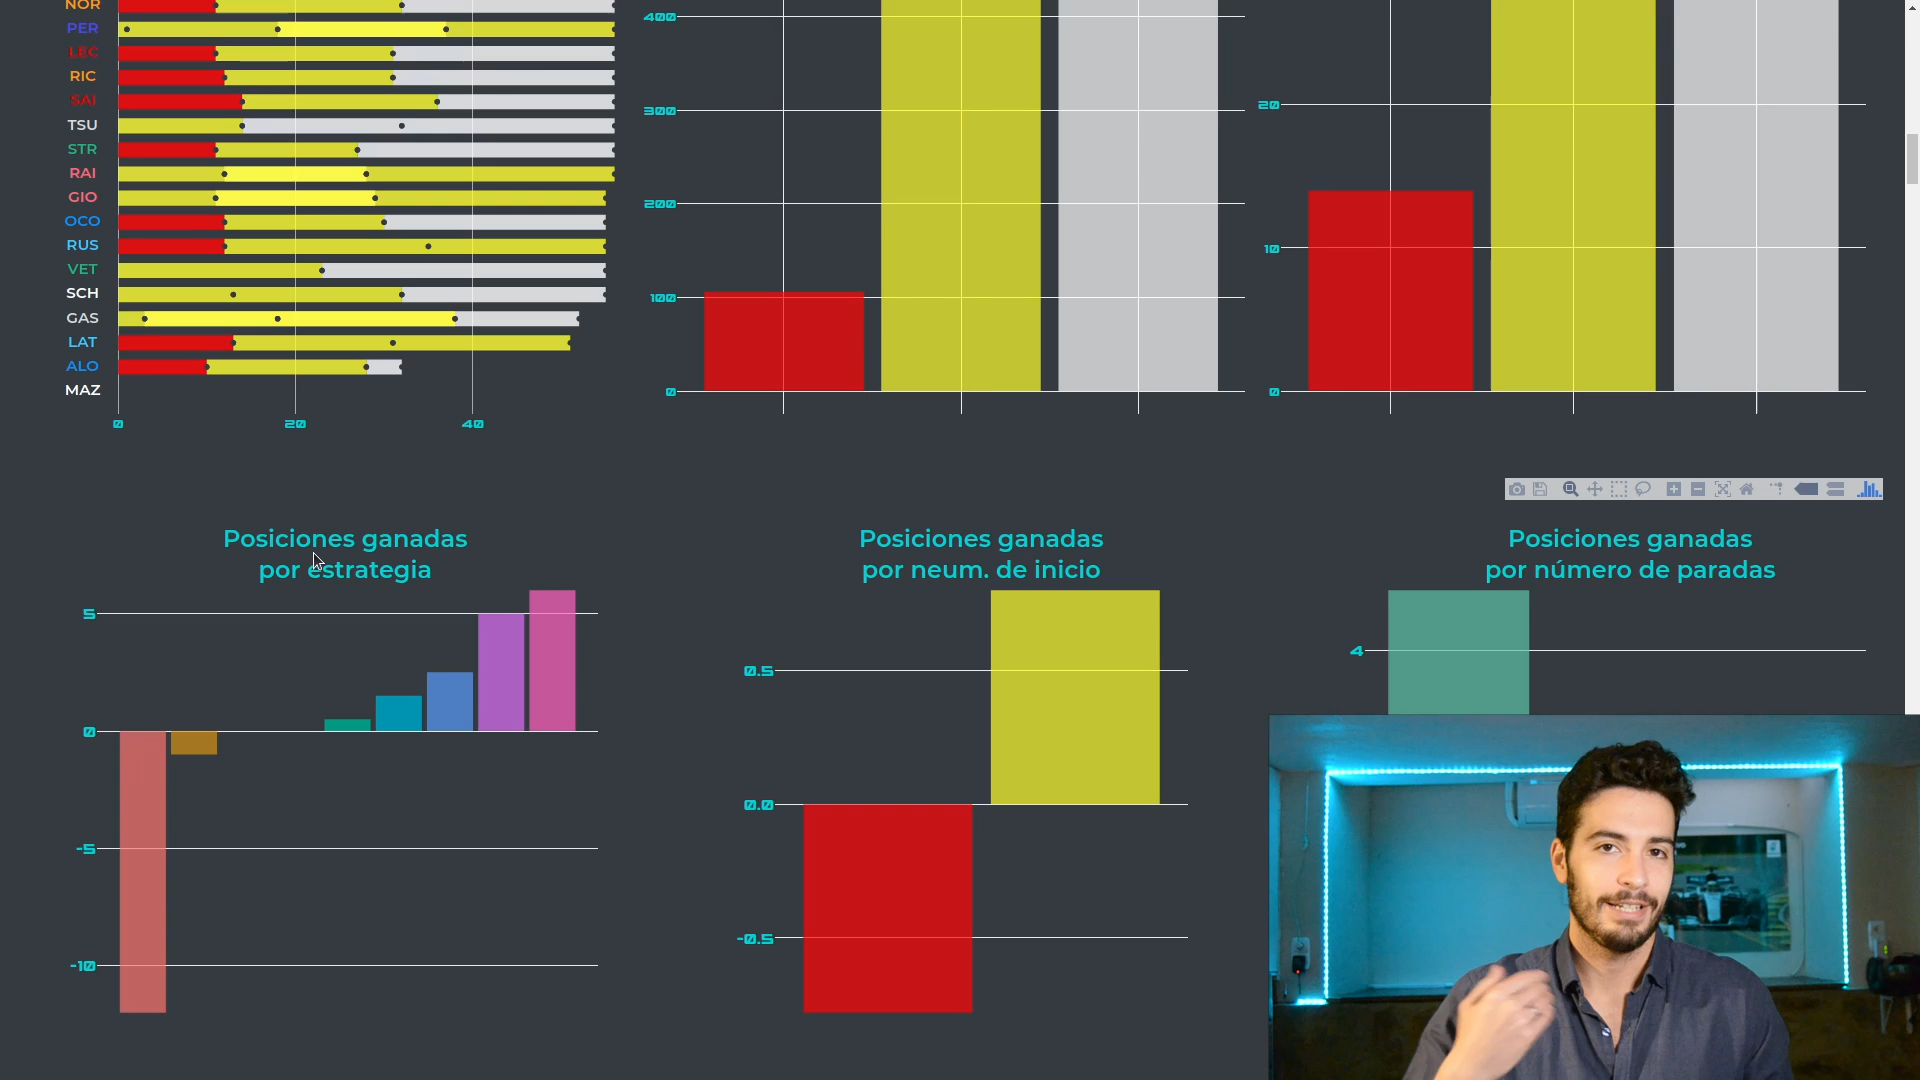 NOR
PER
LEC
RIC
SAI
TSU
STR
RAI
GIO
OCO
RUS
VET
SCH
GAS
LAT
ALO
MAZ
0
20
40
400
300
200
100
0
20
10
0
Posiciones ganadas
por estrategia
5
0
-5
-10
Posiciones ganadas
por neum. de inicio
0.5
0.0
-0.5
Posiciones ganadas
por número de paradas
4